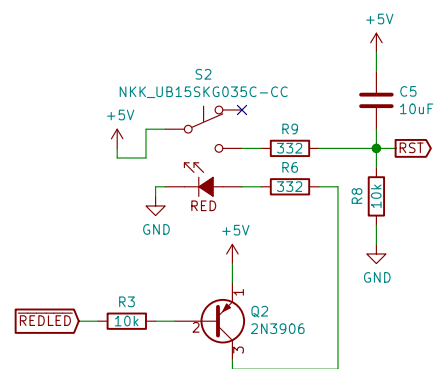 +5V
S2
NKK_UB15SKG035C-CC
C5
10uF
+5V
R9
332
RST
R6
332
RED
R8
10k
GND
GND
+5V
1
Q2
2N3906
R3
10k
REDLED
2
3